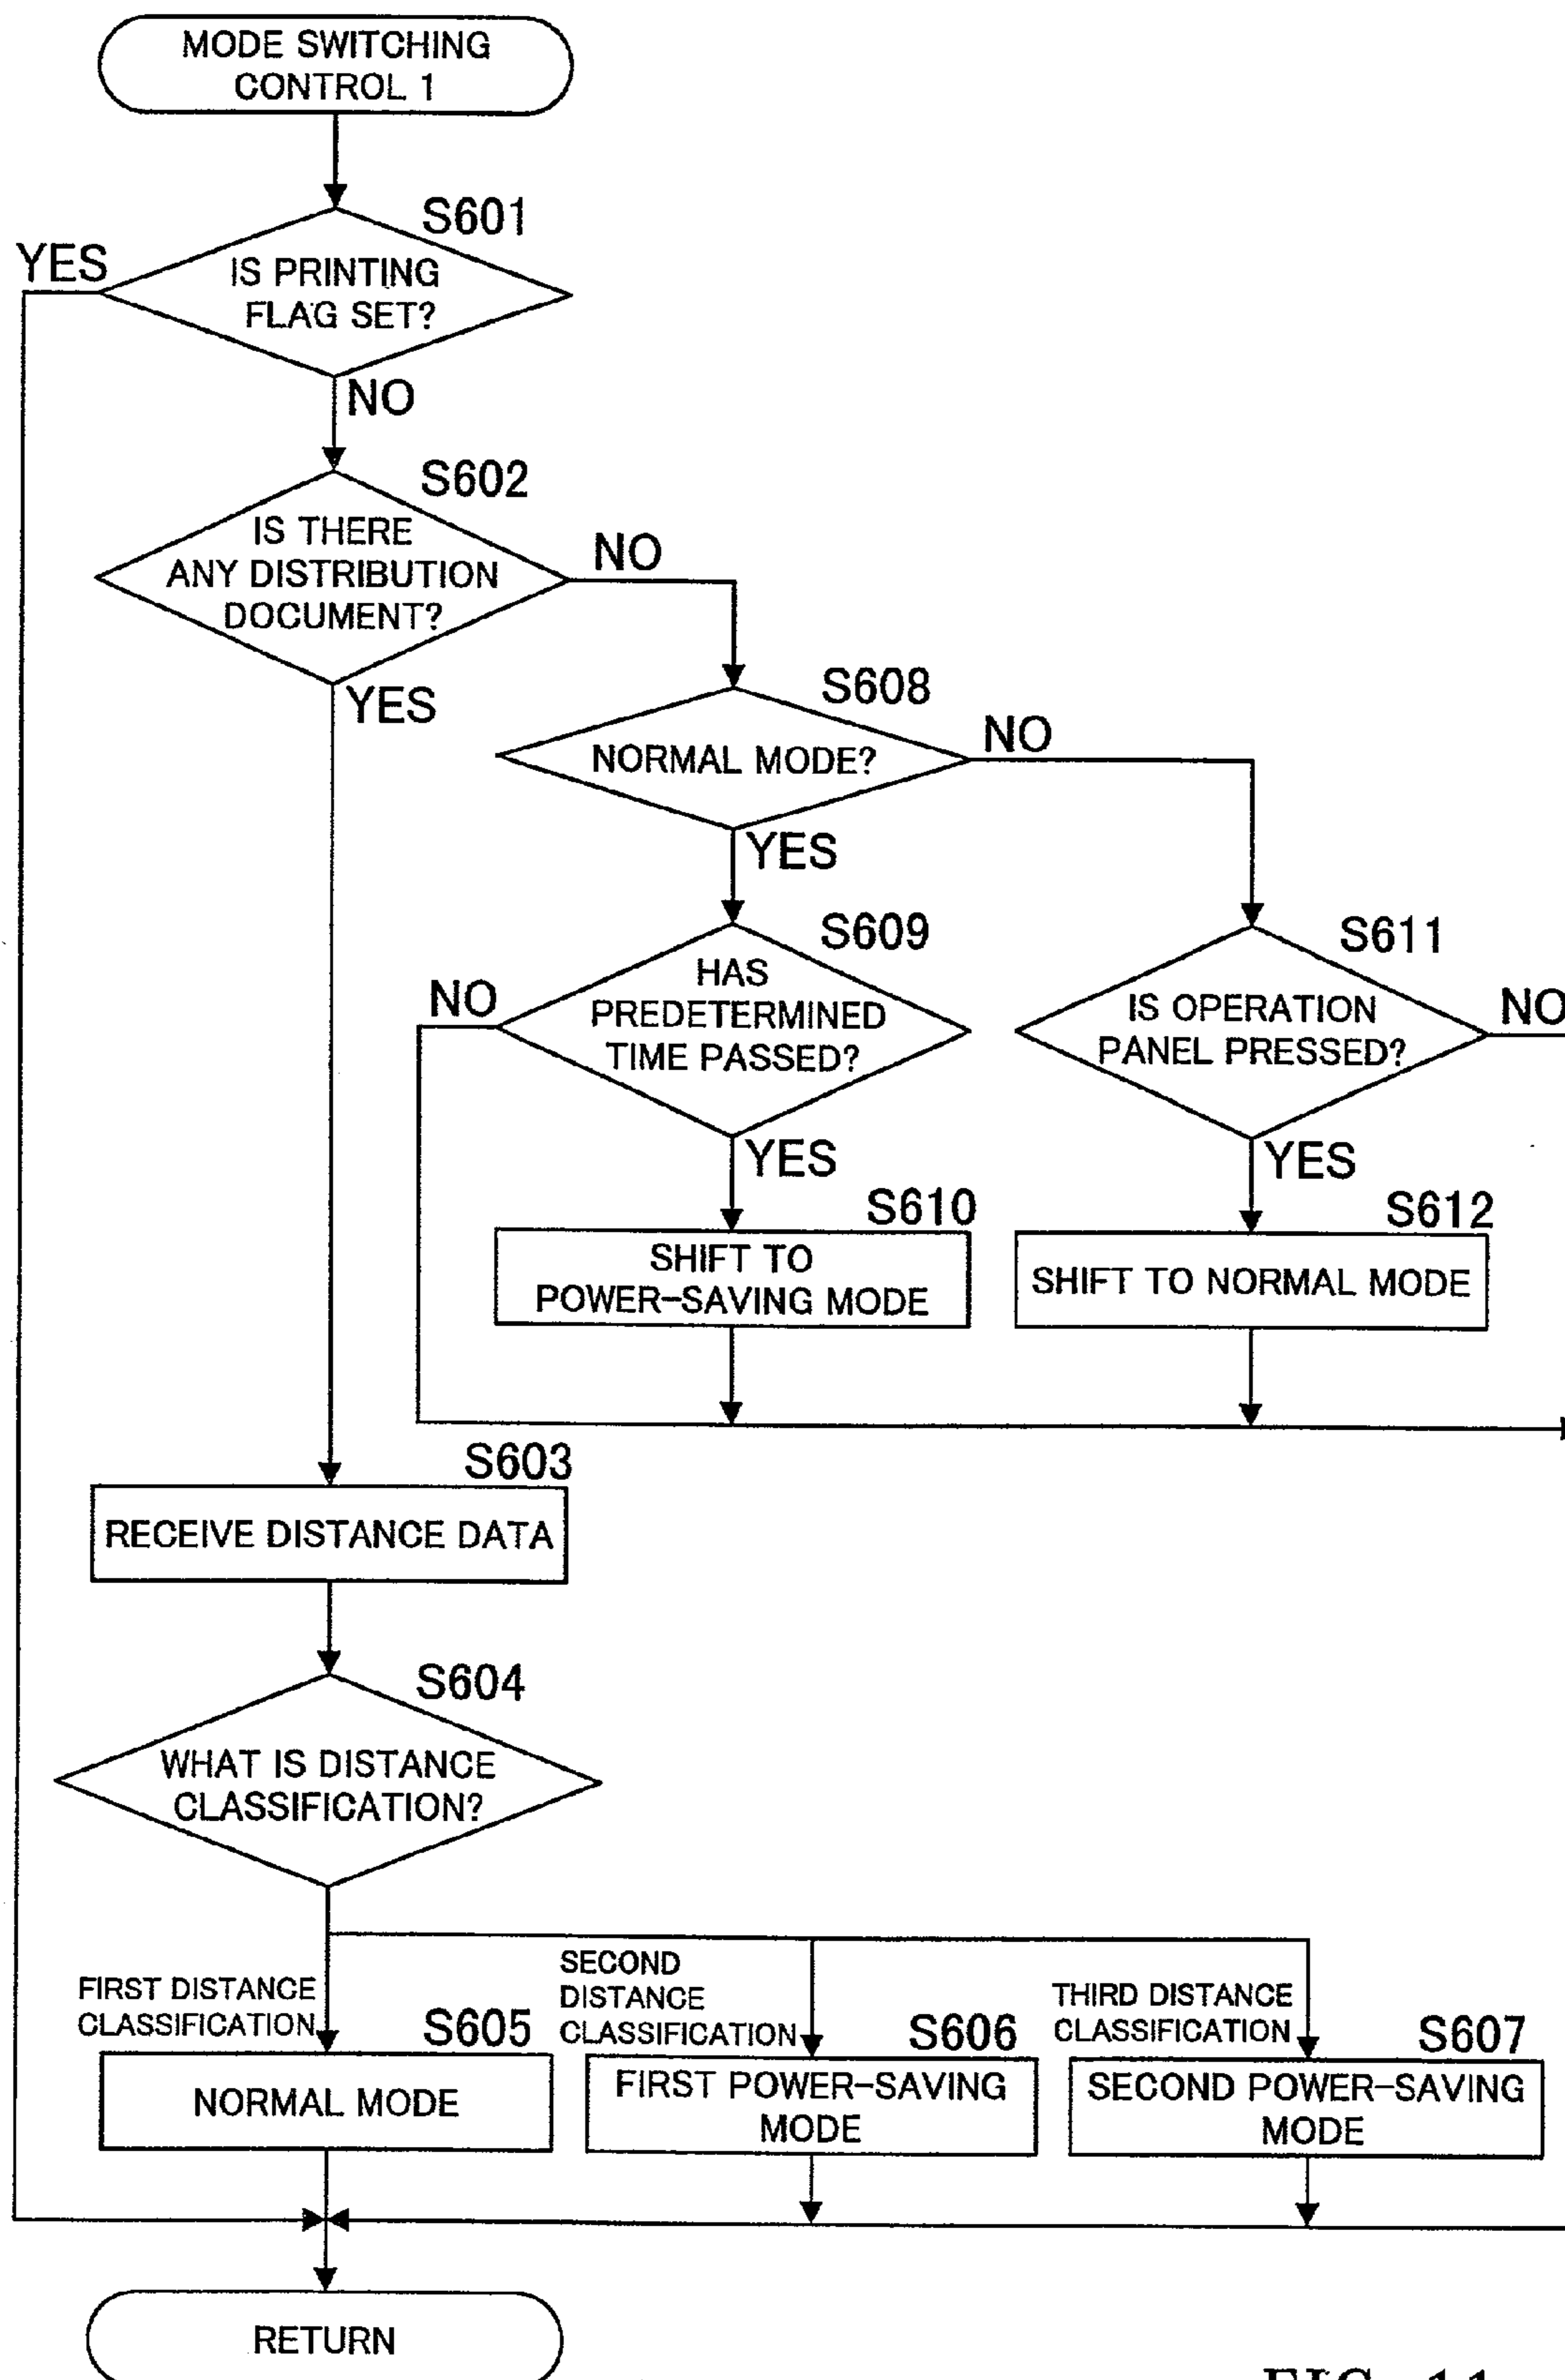 MODE SWITCHING
CONTROL 1
S601
YES
IS PRINTING
FLAG SET?
NO
S602
IS THERE
ANY DISTRIBUTION
DOCUMENT?
NO
YES
S608
NORMAL MODE?
NO
YES
S609
HAS
PREDETERMINED
TIME PASSED?
NO
YES
S611
IS OPERATION
PANEL PRESSED?
NO
YES
S610
SHIFT TO
POWER-SAVING MODE
S612
SHIFT TO NORMAL MODE
S603
RECEIVE DISTANCE DATA
S604
WHAT IS DISTANCE
CLASSIFICATION?
FIRST DISTANCE
CLASSIFICATION
S605
NORMAL MODE
SECOND
DISTANCE
CLASSIFICATION
S606
FIRST POWER-SAVING
MODE
THIRD DISTANCE
CLASSIFICATION
S607
SECOND POWER-SAVING
MODE
RETURN
FIG. 11